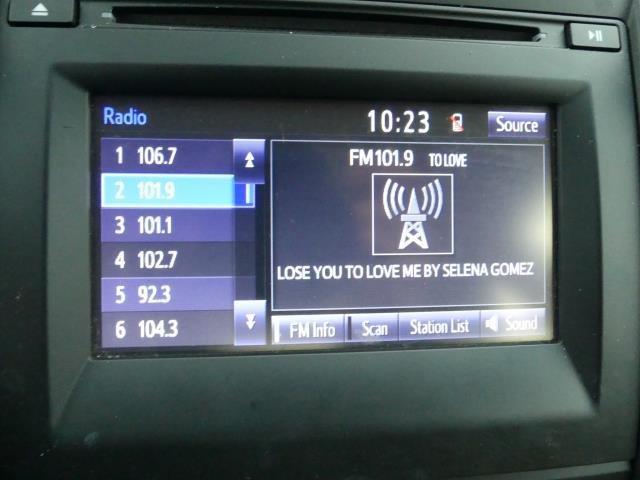 Radio
10:23
Source
1 106.7
2 101.9
3 101.1
4 102.7
5 92.3
6 104.3
FM101.9 TO LOVE
LOSE YOU TO LOVE ME BY SELENA GOMEZ
FM Info
Scan
Station List
Sound